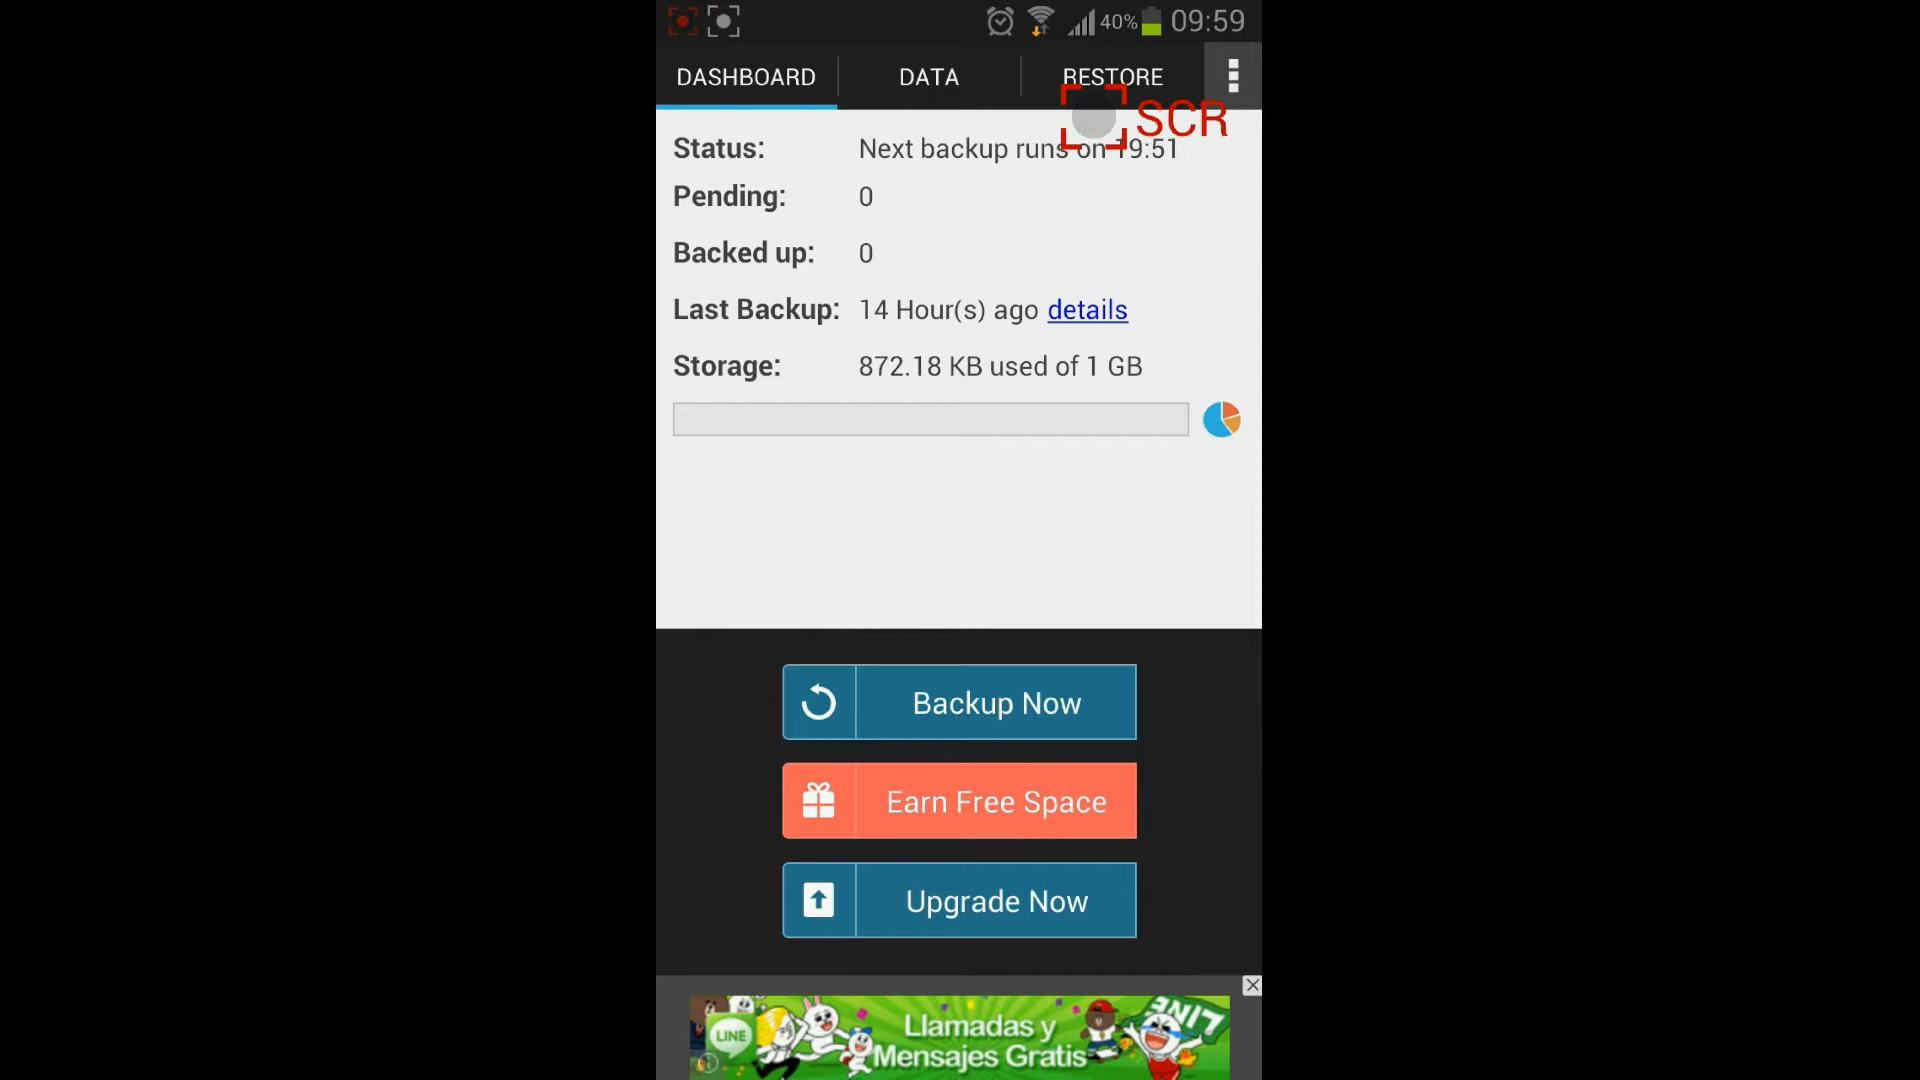 40% 09:59
DASHBOARD DATA RESTORE
SCR
Status: Next backup runs on 19:51
Pending: 0
Backed up: 0
Last Backup: 14 Hour(s) ago details
Storage: 872.18 KB used of 1 GB
Backup Now
Earn Free Space
Upgrade Now
LINE
Llamadas y
Mensajes Gratis
LINE